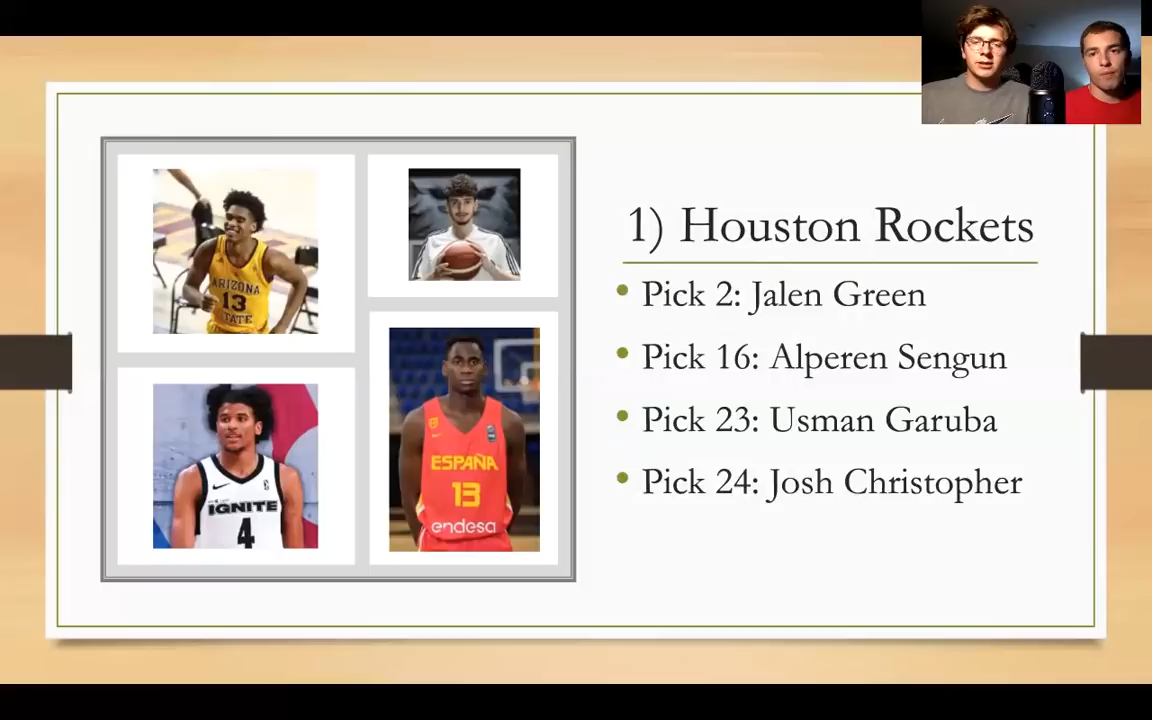 1) Houston Rockets
Pick 2: Jalen Green
Pick 16: Alperen Sengun
Pick 23: Usman Garuba
Pick 24: Josh Christopher
ARIZONA
13
STATE
IGNITE
4
ESPAÑA
13
endesa